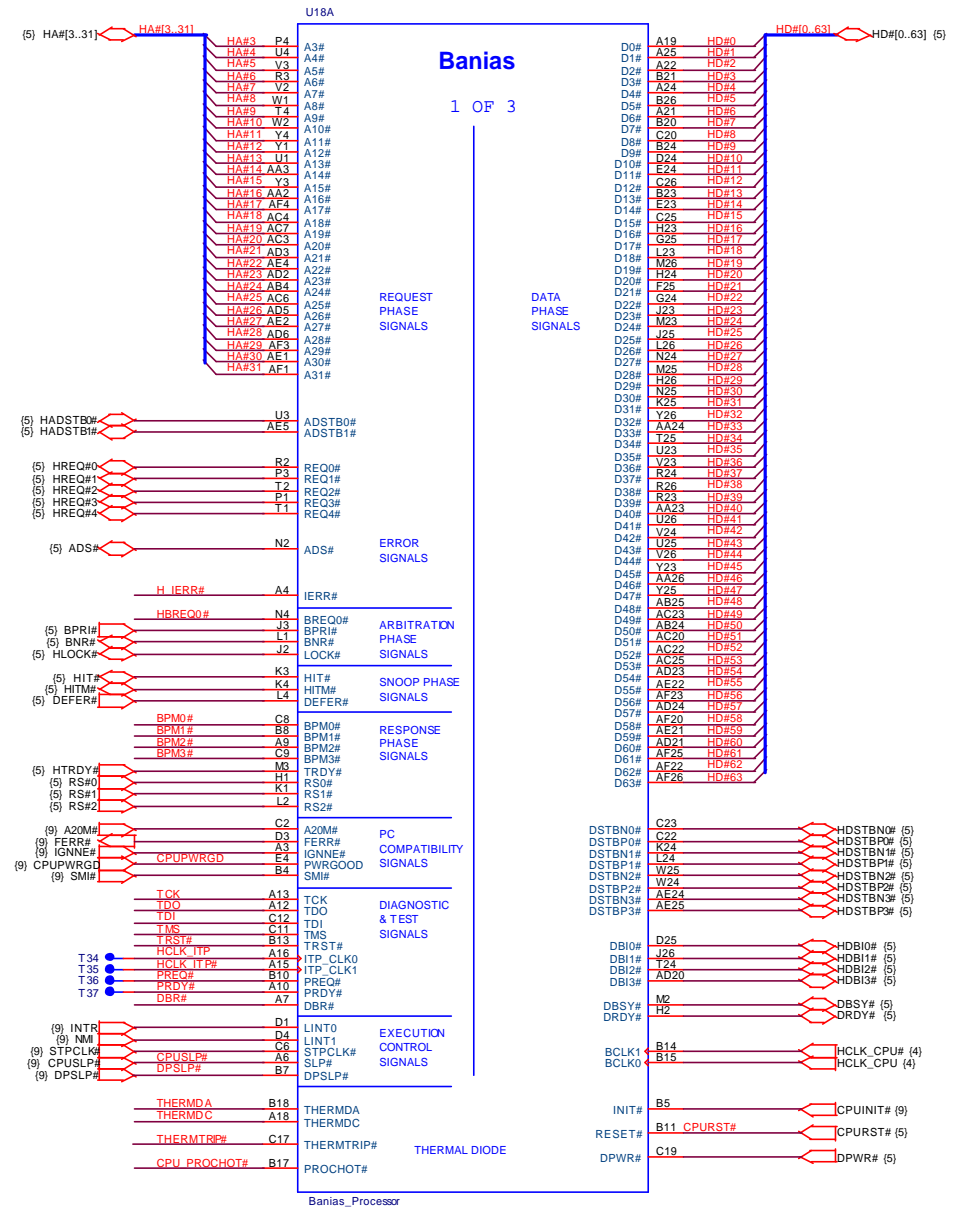 U18A
{5} HA#[3..31] HA#[3..31] HD#[0..63] HD#[0..63] {5}
Banias
1 OF 3
HA#3 P4 A3# D0# A19 HD#0
HA#4 U4 A4# D1# A25 HD#1
HA#5 V3 A5# D2# A22 HD#2
HA#6 R3 A6# D3# B21 HD#3
HA#7 V2 A7# D4# A24 HD#4
HA#8 W1 A8# D5# B26 HD#5
HA#9 T4 A9# D6# A21 HD#6
HA#10 W2 A10# D7# B20 HD#7
HA#11 Y4 A11# D8# C20 HD#8
HA#12 Y1 A12# D9# B24 HD#9
HA#13 U1 A13# D10# D24 HD#10
HA#14 AA3 A14# D11# E24 HD#11
HA#15 Y3 A15# D12# C26 HD#12
HA#16 AA2 A16# D13# B23 HD#13
HA#17 AF4 A17# D14# E23 HD#14
HA#18 AC4 A18# D15# C25 HD#15
HA#19 AC7 A19# D16# H23 HD#16
HA#20 AC3 A20# D17# G25 HD#17
HA#21 AD3 A21# D18# L23 HD#18
HA#22 AE4 A22# D19# M26 HD#19
HA#23 AD2 A23# D20# H24 HD#20
HA#24 AB4 A24# D21# F25 HD#21
HA#25 AC6 A25# D22# G24 HD#22
HA#26 AD5 A26# D23# J23 HD#23
HA#27 AE2 A27# D24# M23 HD#24
HA#28 AD6 A28# D25# J25 HD#25
HA#29 AF3 A29# D26# L26 HD#26
HA#30 AE1 A30# D27# N24 HD#27
HA#31 AF1 A31# D28# M25 HD#28
REQUEST
PHASE
SIGNALS
DATA
PHASE
SIGNALS
D29# H26 HD#29
D30# N25 HD#30
D31# K25 HD#31
D32# Y26 HD#32
D33# AA24 HD#33
D34# T25 HD#34
D35# U23 HD#35
D36# V23 HD#36
D37# R24 HD#37
D38# R26 HD#38
D39# R23 HD#39
D40# AA23 HD#40
D41# U26 HD#41
D42# V24 HD#42
D43# U25 HD#43
D44# V26 HD#44
D45# Y23 HD#45
D46# AA26 HD#46
D47# Y25 HD#47
D48# AB25 HD#48
D49# AC23 HD#49
D50# AB24 HD#50
D51# AC20 HD#51
D52# AC22 HD#52
D53# AC25 HD#53
D54# AD23 HD#54
D55# AE22 HD#55
D56# AF23 HD#56
D57# AD24 HD#57
D58# AF20 HD#58
D59# AE21 HD#59
D60# AD21 HD#60
D61# AF25 HD#61
D62# AF22 HD#62
D63# AF26 HD#63
{5} HADSTB0# U3 ADSTB0#
{5} HADSTB1# AE5 ADSTB1#
{5} HREQ#0 R2 REQ0#
{5} HREQ#1 P3 REQ1#
{5} HREQ#2 T2 REQ2#
{5} HREQ#3 P1 REQ3#
{5} HREQ#4 T1 REQ4#
{5} ADS# N2 ADS#
ERROR
SIGNALS
H_IERR# A4 IERR#
HBREQ0# N4 BREQ0#
{5} BPRI# J3 BPRI#
{5} BNR# L1 BNR#
{5} HLOCK# J2 LOCK#
ARBITRATION
PHASE
SIGNALS
{5} HIT# K3 HIT#
{5} HITM# K4 HITM#
{5} DEFER# L4 DEFER#
SNOOP PHASE
SIGNALS
BPM0# C8 BPM0#
BPM1# B8 BPM1#
BPM2# A9 BPM2#
BPM3# C9 BPM3#
{5} HTRDY# M3 TRDY#
{5} RS#0 H1 RS0#
{5} RS#1 K1 RS1#
{5} RS#2 L2 RS2#
RESPONSE
PHASE
SIGNALS
{9} A20M# C2 A20M#
{9} FERR# D3 FERR#
{9} IGNNE# A3 IGNNE#
{9} CPUPWRGD CPUPWRGD E4 PWRGOOD
{9} SMI# B4 SMI#
PC
COMPATIBILITY
SIGNALS
DSTBN0# C23 HDSTBN0# {5}
DSTBP0# C22 HDSTBP0# {5}
DSTBN1# K24 HDSTBN1# {5}
DSTBP1# L24 HDSTBP1# {5}
DSTBN2# W25 HDSTBN2# {5}
DSTBP2# W24 HDSTBP2# {5}
DSTBN3# AE24 HDSTBN3# {5}
DSTBP3# AE25 HDSTBP3# {5}
TCK A13 TCK
TDO A12 TDO
TDI C12 TDI
TMS C11 TMS
TRST# B13 TRST#
T34 HCLK_ITP A16 ITP_CLK0
T35 HCLK_ITP# A15 ITP_CLK1
T36 PREQ# B10 PREQ#
T37 PRDY# A10 PRDY#
DBR# A7 DBR#
DIAGNOSTIC
& TEST
SIGNALS
DBI0# D25 HDBI0# {5}
DBI1# J26 HDBI1# {5}
DBI2# T24 HDBI2# {5}
DBI3# AD20 HDBI3# {5}
DBSY# M2 DBSY# {5}
DRDY# H2 DRDY# {5}
{9} INTR D1 LINT0
{9} NMI D4 LINT1
{9} STPCLK# C6 STPCLK#
{9} CPUSLP# CPUSLP# A6 SLP#
{9} DPSLP# DPSLP# B7 DPSLP#
EXECUTION
CONTROL
SIGNALS
BCLK1 B14 HCLK_CPU# {4}
BCLK0 B15 HCLK_CPU {4}
THERMDA B18 THERMDA
THERMDC A18 THERMDC
THERMTRIP# C17 THERMTRIP#
CPU_PROCHOT# B17 PROCHOT#
THERMAL DIODE
INIT# B5 CPUINIT# {9}
RESET# B11 CPURST# CPURST# {5}
DPWR# C19 DPWR# {5}
Banias_Processor